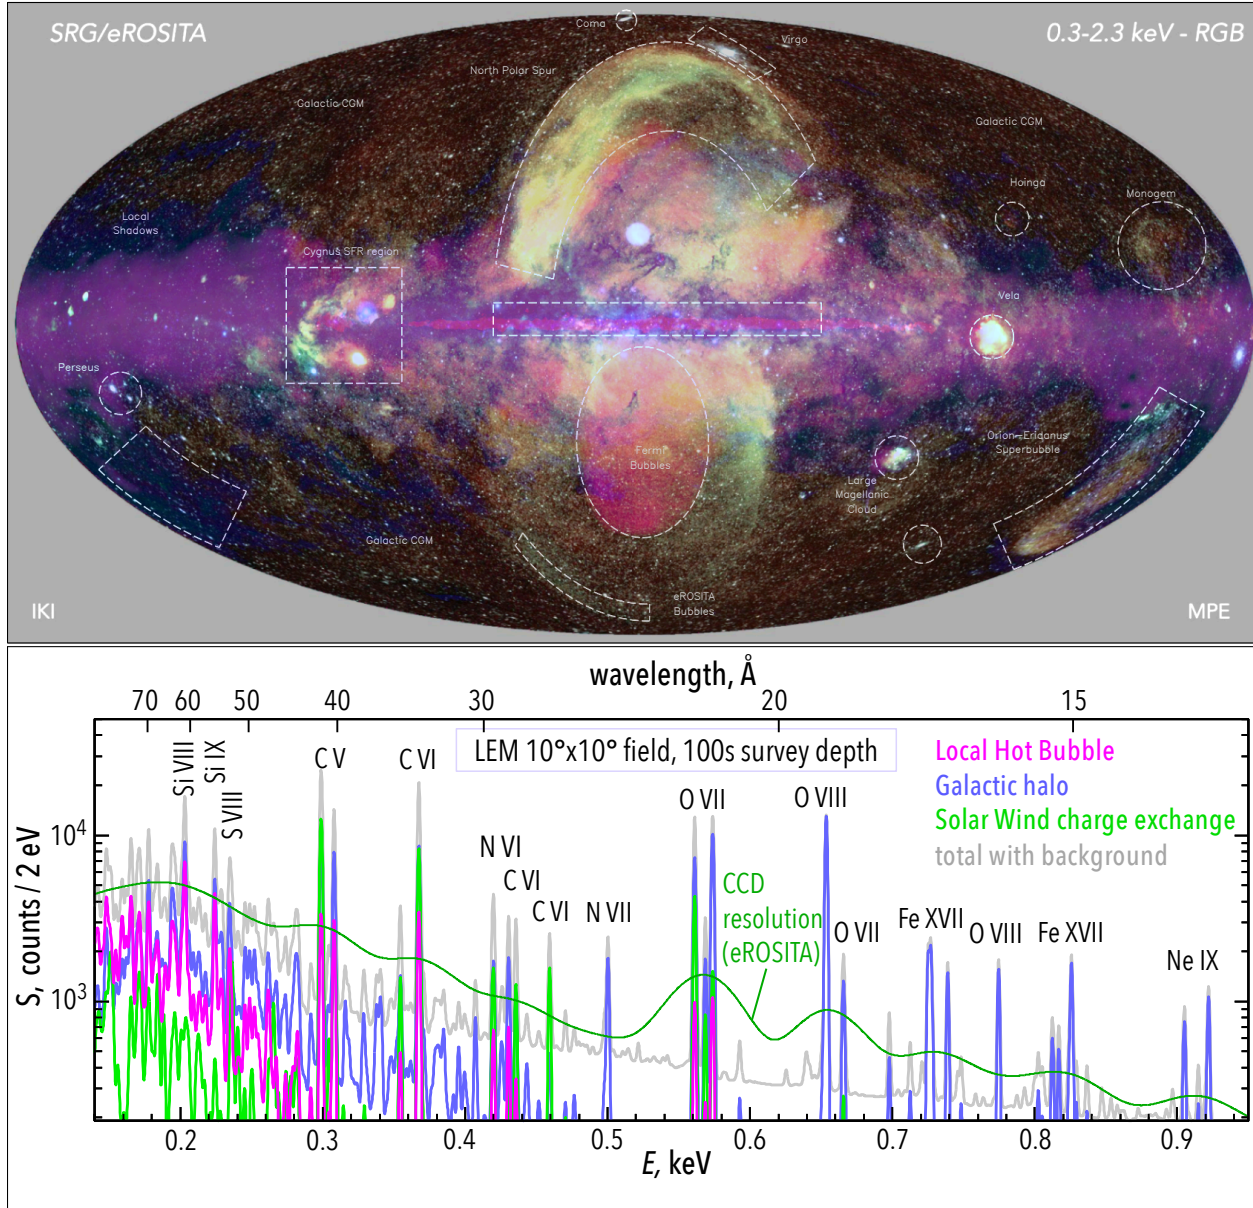 SRG/eROSITA
0.3-2.3 keV - RGB
Coma
Virgo
North Polar Spur
Galactic CGM
Galactic CGM
Hoinga
Monogem
Local
Shadows
Cygnus SFR region
Vela
Perseus
Fermi
Bubbles
Orion-Eridanus
Superbubble
Large
Magellanic
Cloud
Galactic CGM
eROSITA
Bubbles
IKI
MPE
wavelength, Å
70 60 50 40 30 20 15
LEM 10°x10° field, 100s survey depth
Local Hot Bubble
Galactic halo
Solar Wind charge exchange
total with background
Si VIII
Si IX
S VIII
C V
C VI
N VI
C VI
C VI
N VII
O VII
O VIII
O VII
Fe XVII
O VIII
Fe XVII
Ne IX
CCD
resolution
(eROSITA)
S, counts / 2 eV
10⁴
10³
0.2 0.3 0.4 0.5 0.6 0.7 0.8 0.9
E, keV